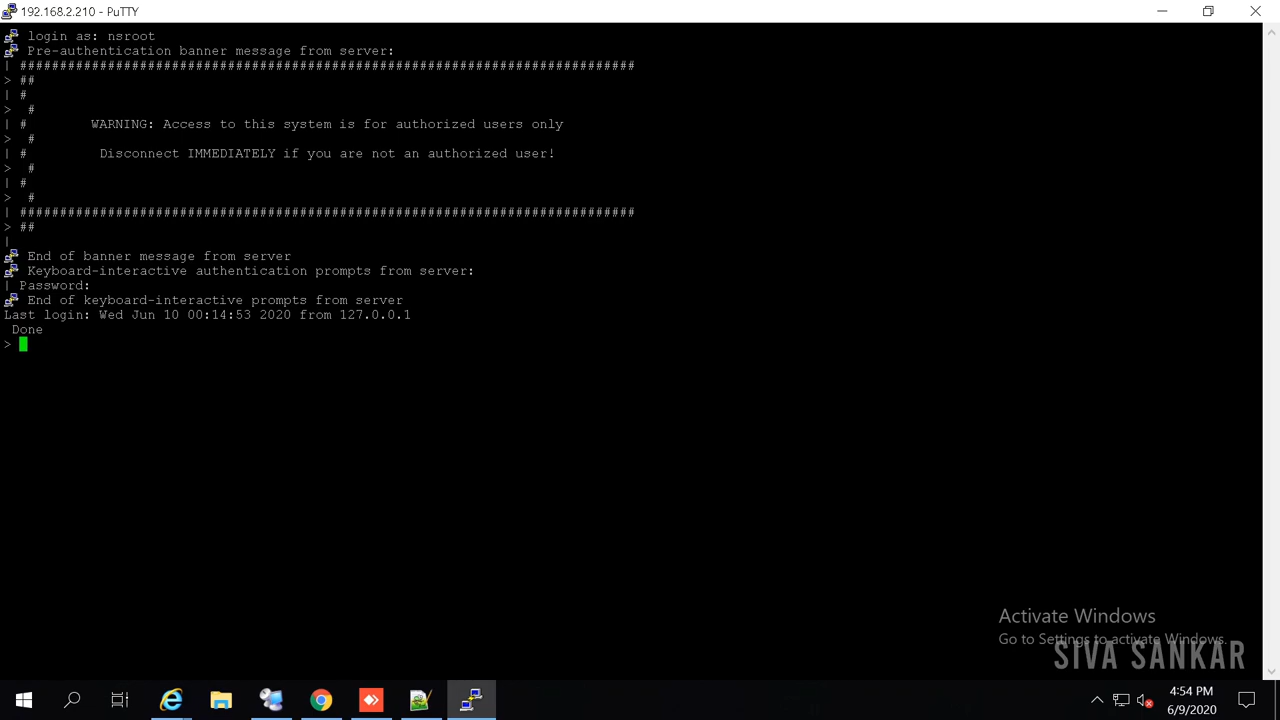 192.168.2.210 - PuTTY
login as: nsroot
Pre-authentication banner message from server:
| #############################################################################
> ##
| #
>  #
| #        WARNING: Access to this system is for authorized users only
>  #
| #         Disconnect IMMEDIATELY if you are not an authorized user!
>  #
| #
>  #
| #############################################################################
> ##
|
End of banner message from server
Keyboard-interactive authentication prompts from server:
| Password:
End of keyboard-interactive prompts from server
Last login: Wed Jun 10 00:14:53 2020 from 127.0.0.1
 Done
>
Activate Windows
Go to Settings to activate Windows.
SIVA SANKAR
4:54 PM
6/9/2020